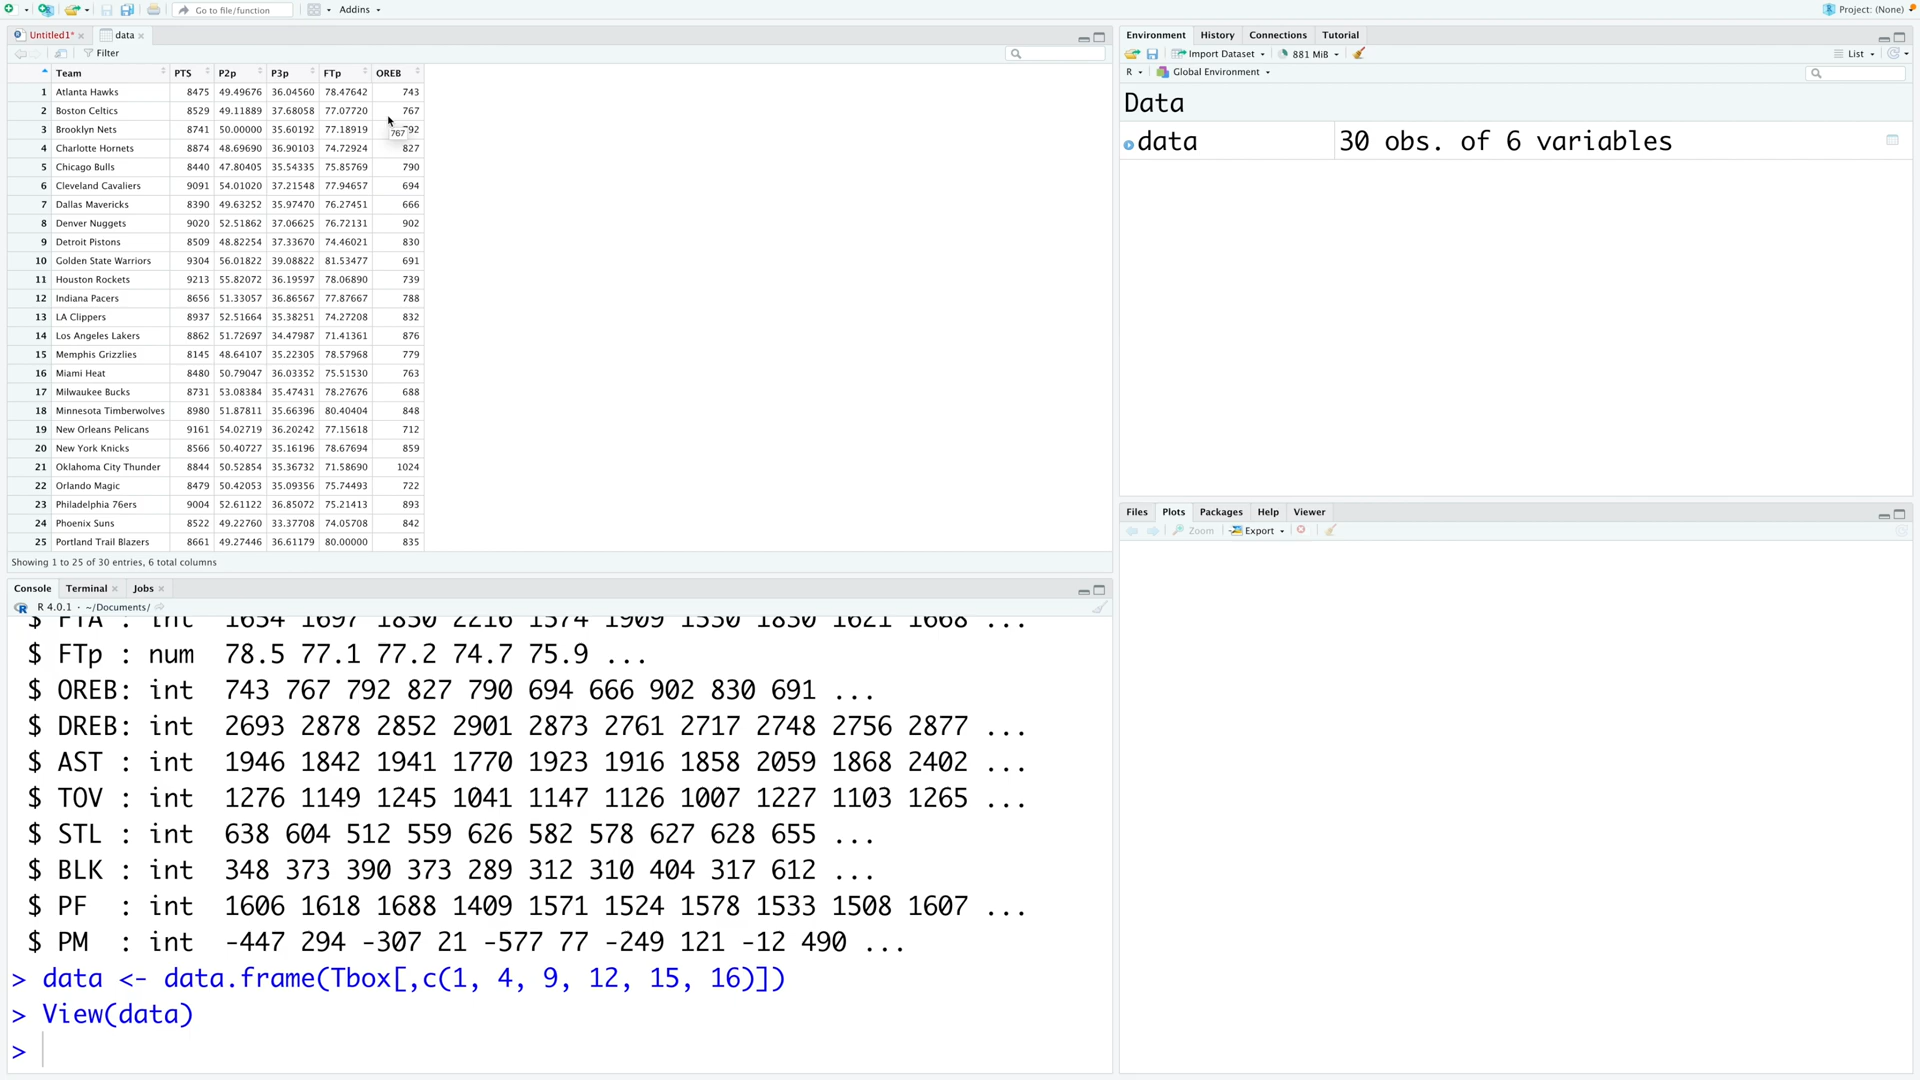 Go to file/function Addins Project: (None)
Untitled1* data
Filter
Team PTS P2p P3p FTp OREB
1 Atlanta Hawks 8475 49.49676 36.04560 78.47642 743
2 Boston Celtics 8529 49.11889 37.68058 77.07720 767
3 Brooklyn Nets 8741 50.00000 35.60192 77.18919 92
767
4 Charlotte Hornets 8874 48.69690 36.90103 74.72924 827
5 Chicago Bulls 8440 47.80405 35.54335 75.85769 790
6 Cleveland Cavaliers 9091 54.01020 37.21548 77.94657 694
7 Dallas Mavericks 8390 49.63252 35.97470 76.27451 666
8 Denver Nuggets 9020 52.51862 37.06625 76.72131 902
9 Detroit Pistons 8509 48.82254 37.33670 74.46021 830
10 Golden State Warriors 9304 56.01822 39.08822 81.53477 691
11 Houston Rockets 9213 55.82072 36.19597 78.06890 739
12 Indiana Pacers 8656 51.33057 36.86567 77.87667 788
13 LA Clippers 8937 52.51664 35.38251 74.27208 832
14 Los Angeles Lakers 8862 51.72697 34.47987 71.41361 876
15 Memphis Grizzlies 8145 48.64107 35.22305 78.57968 779
16 Miami Heat 8480 50.79047 36.03352 75.51530 763
17 Milwaukee Bucks 8731 53.08384 35.47431 78.27676 688
18 Minnesota Timberwolves 8980 51.87811 35.66396 80.40404 848
19 New Orleans Pelicans 9161 54.02719 36.20242 77.15618 712
20 New York Knicks 8566 50.40727 35.16196 78.67694 859
21 Oklahoma City Thunder 8844 50.52854 35.36732 71.58690 1024
22 Orlando Magic 8479 50.42053 35.09356 75.74493 722
23 Philadelphia 76ers 9004 52.61122 36.85072 75.21413 893
24 Phoenix Suns 8522 49.22760 33.37708 74.05708 842
25 Portland Trail Blazers 8661 49.27446 36.61179 80.00000 835
Showing 1 to 25 of 30 entries, 6 total columns
Console Terminal Jobs
R 4.0.1 · ~/Documents/
$ FTA : int 1654 1697 1850 2216 1574 1909 1530 1830 1621 1668 ...
$ FTp : num 78.5 77.1 77.2 74.7 75.9 ...
$ OREB: int 743 767 792 827 790 694 666 902 830 691 ...
$ DREB: int 2693 2878 2852 2901 2873 2761 2717 2748 2756 2877 ...
$ AST : int 1946 1842 1941 1770 1923 1916 1858 2059 1868 2402 ...
$ TOV : int 1276 1149 1245 1041 1147 1126 1007 1227 1103 1265 ...
$ STL : int 638 604 512 559 626 582 578 627 628 655 ...
$ BLK : int 348 373 390 373 289 312 310 404 317 612 ...
$ PF : int 1606 1618 1688 1409 1571 1524 1578 1533 1508 1607 ...
$ PM : int -447 294 -307 21 -577 77 -249 121 -12 490 ...
> data <- data.frame(Tbox[,c(1, 4, 9, 12, 15, 16)])
> View(data)
>
Environment History Connections Tutorial
Import Dataset 881 MiB List
R Global Environment
Data
data 30 obs. of 6 variables
Files Plots Packages Help Viewer
Zoom Export